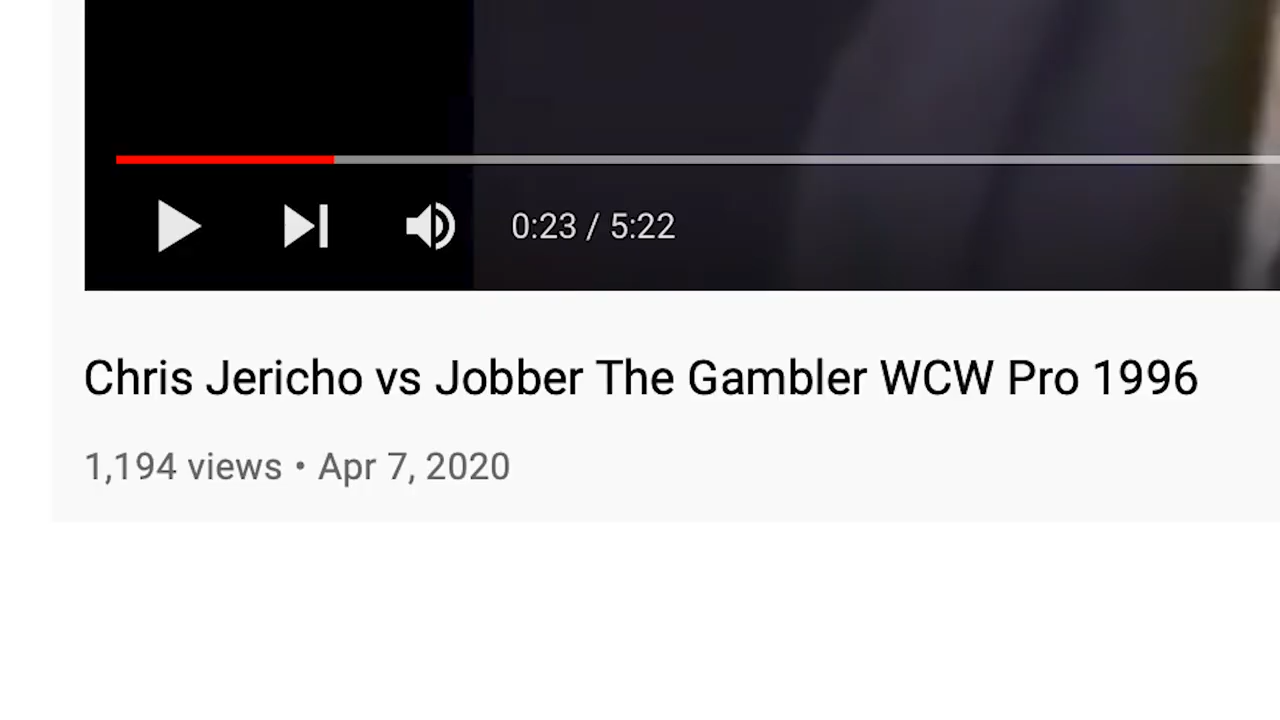 0:23 / 5:22
Chris Jericho vs Jobber The Gambler WCW Pro 1996
1,194 views • Apr 7, 2020